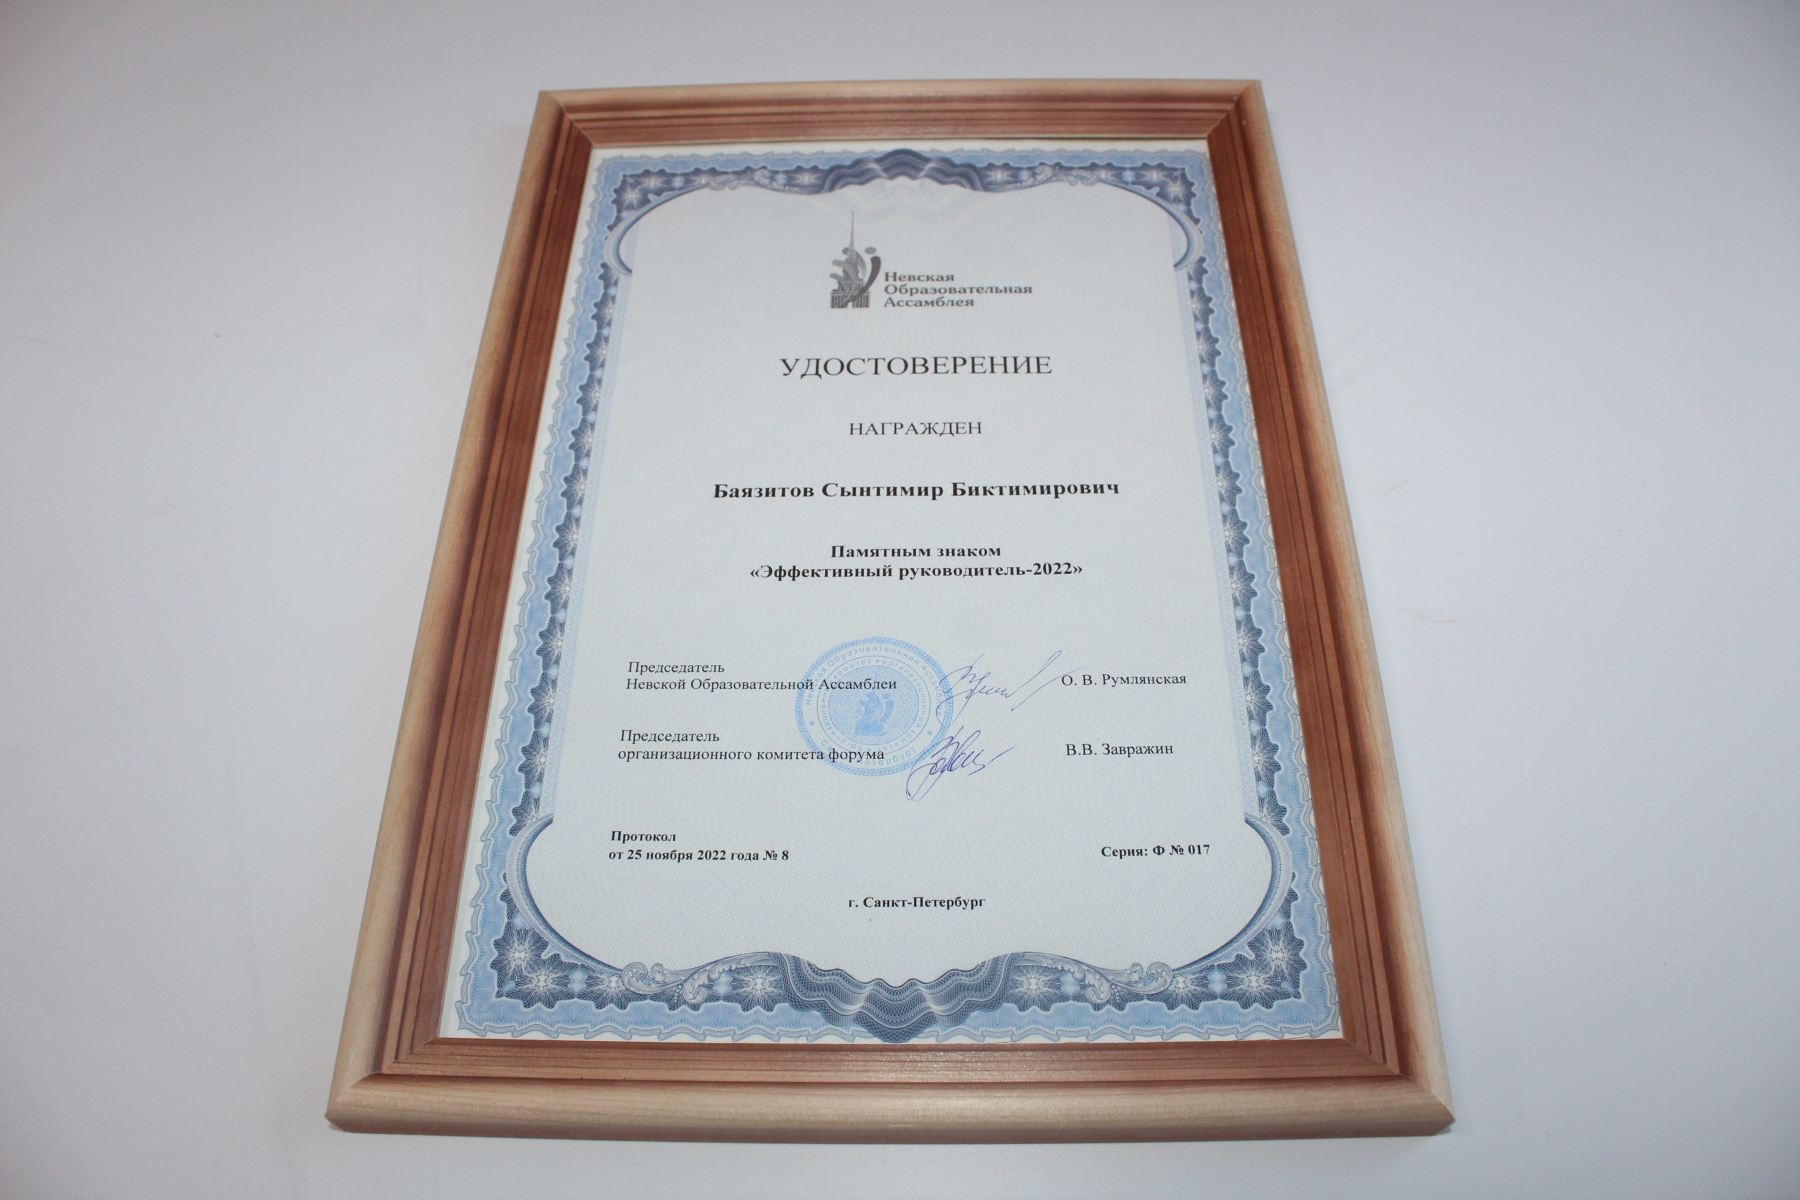 Невская
Образовательная
Ассамблея
УДОСТОВЕРЕНИЕ
НАГРАЖДЕН
Баязитов Сынтимир Биктимирович
Памятным знаком
«Эффективный руководитель-2022»
Председатель
Невской Образовательной Ассамблеи
О. В. Румлянская
Председатель
организационного комитета форума
В.В. Завражин
Протокол
от 25 ноября 2022 года № 8
Серия: Ф № 017
г. Санкт-Петербург